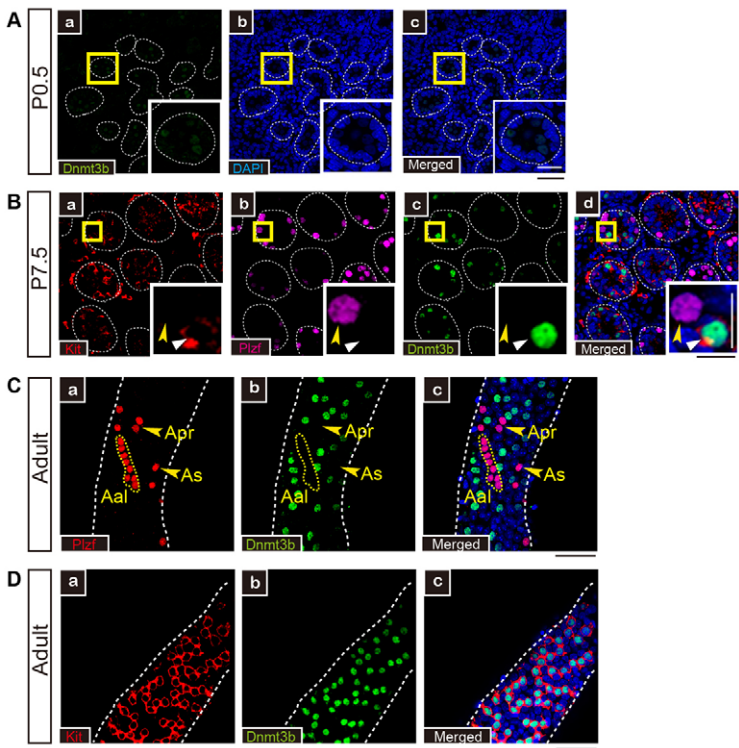 A
P0.5
a
b
c
Dnmt3b
DAPI
Merged
B
P7.5
a
b
c
d
Kit
Plzf
Dnmt3b
Merged
C
Adult
a
b
c
Apr
Apr
Apr
As
As
As
Aal
Aal
Aal
Plzf
Dnmt3b
Merged
D
Adult
a
b
c
Kit
Dnmt3b
Merged